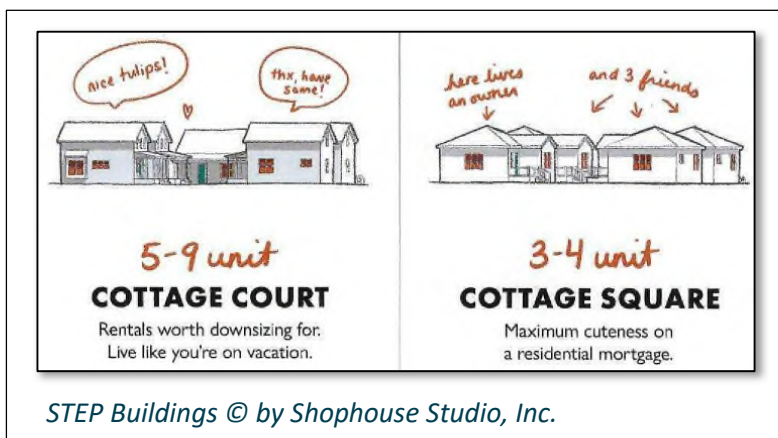 nice tulips!
thx, have
some!
5-9 unit
COTTAGE COURT
Rentals worth downsizing for.
Live like you're on vacation.
here lives
an owner
and 3 friends
3-4 unit
COTTAGE SQUARE
Maximum cuteness on
a residential mortgage.
STEP Buildings © by Shophouse Studio, Inc.